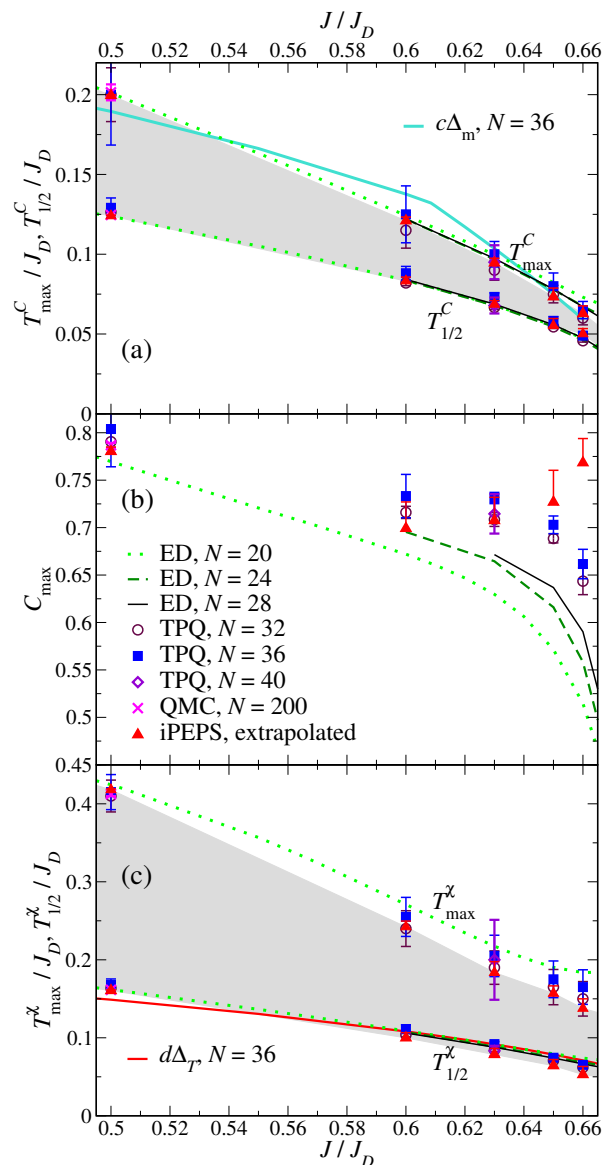 J / J_D
0.5 0.52 0.54 0.56 0.58 0.6 0.62 0.64 0.66
0.2
0.15
0.1
0.05
0
T^C_max / J_D, T^C_1/2 / J_D
cΔ_m, N = 36
T^C_max
T^C_1/2
(a)
0.8
0.75
0.7
0.65
0.6
0.55
0.5
0.45
C_max
(b)
ED, N = 20
ED, N = 24
ED, N = 28
TPQ, N = 32
TPQ, N = 36
TPQ, N = 40
QMC, N = 200
iPEPS, extrapolated
0.4
0.3
0.2
0.1
0
T^χ_max / J_D, T^χ_1/2 / J_D
(c)
T^χ_max
T^χ_1/2
dΔ_T, N = 36
0.5 0.52 0.54 0.56 0.58 0.6 0.62 0.64 0.66
J / J_D